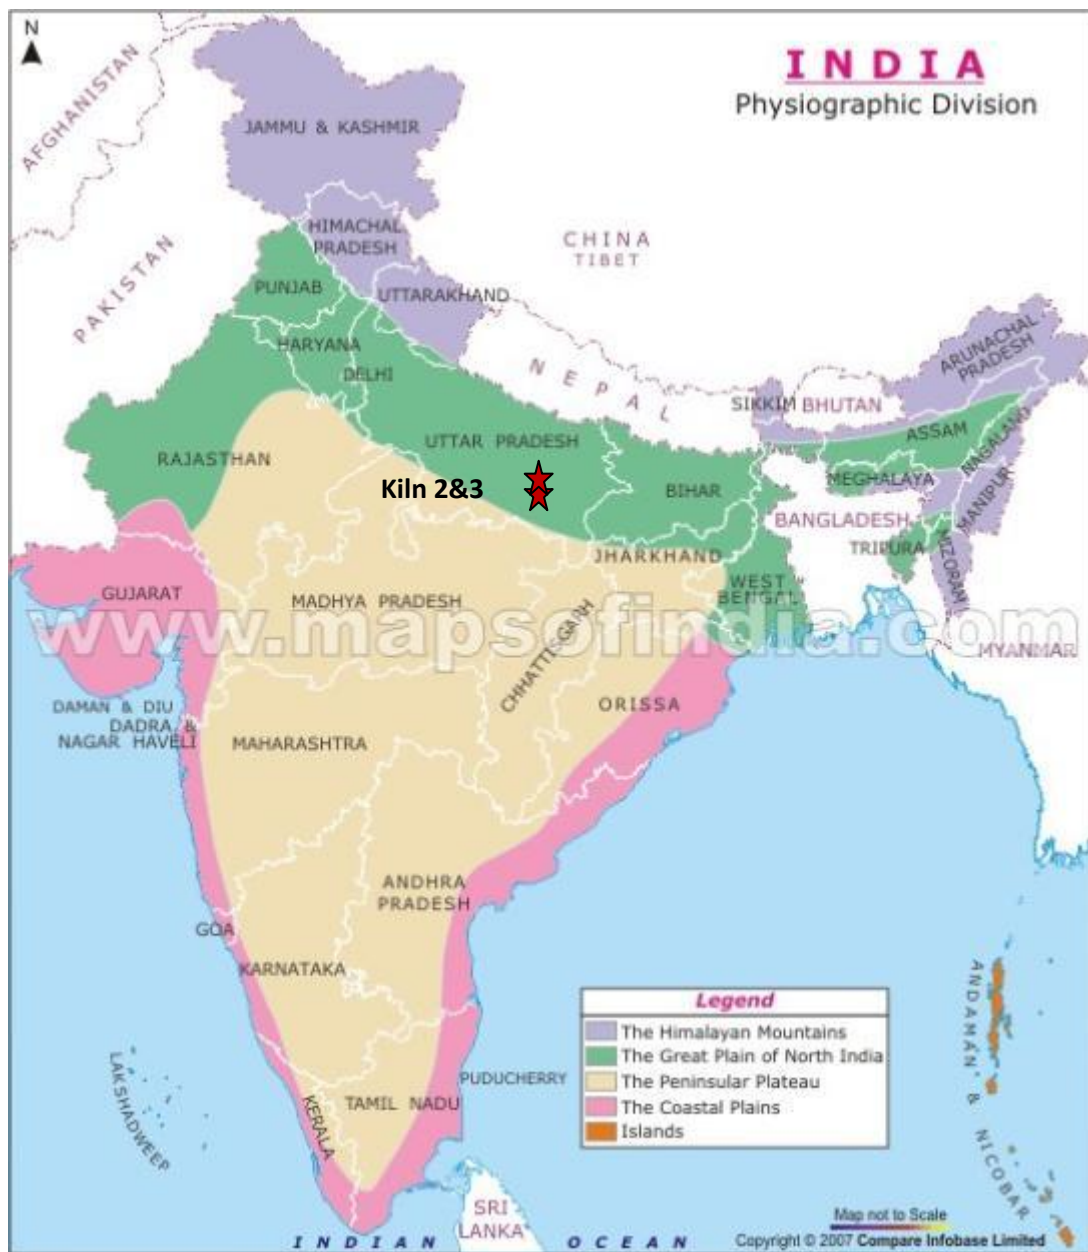 N
INDIA
Physiographic Division
AFGHANISTAN
JAMMU & KASHMIR
HIMACHAL
PRADESH
CHINA
TIBET
PAKISTAN
PUNJAB
UTTARAKHAND
HARYANA
DELHI
NEPAL
ARUNACHAL
PRADESH
SIKKIM
BHUTAN
ASSAM
NAGALAND
UTTAR PRADESH
RAJASTHAN
Kiln 2&3
BIHAR
MEGHALAYA
MANIPUR
BANGLADESH
TRIPURA
MIZORAM
JHARKHAND
WEST
BENGAL
GUJARAT
MADHYA PRADESH
www.mapsofindia.com
CHHATTISGARH
MYANMAR
ORISSA
DAMAN & DIU
DADRA &
NAGAR HAVELI
MAHARASHTRA
ANDHRA
PRADESH
GOA
KARNATAKA
ANDAMAN & NICOBAR
Legend
The Himalayan Mountains
The Great Plain of North India
The Peninsular Plateau
The Coastal Plains
Islands
LAKSHADWEEP
PUDUCHERRY
KERALA
TAMIL NADU
SRI
LANKA
Map not to Scale
INDIAN OCEAN
Copyright © 2007 Compare Infobase Limited